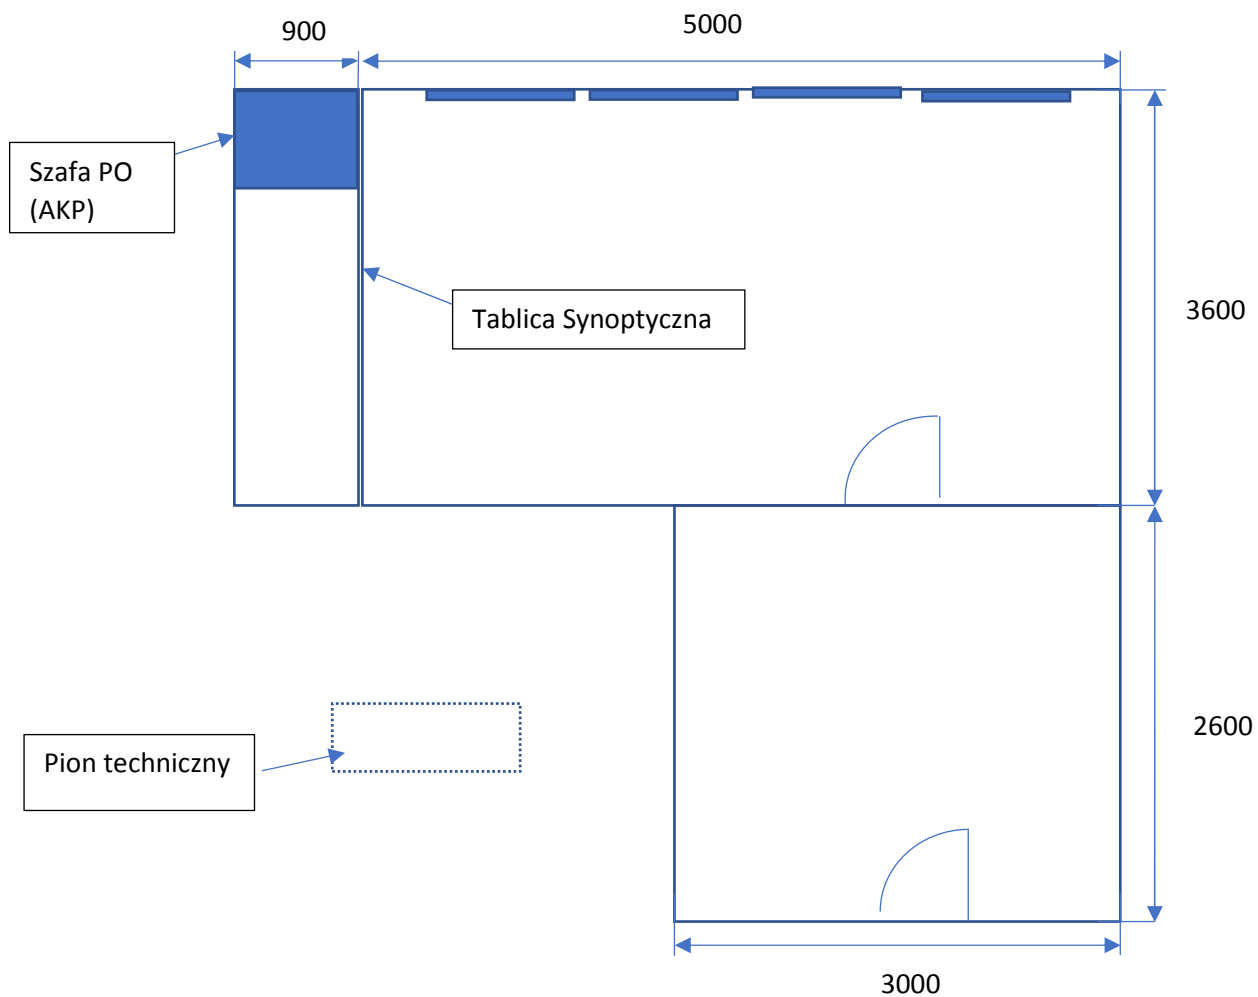 900
5000
Szafa PO
(AKP)
Tablica Synoptyczna
3600
Pion techniczny
2600
3000